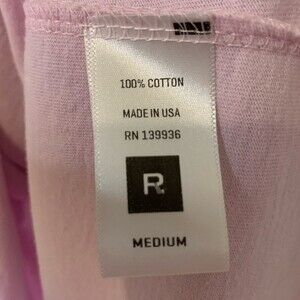 100% COTTON
MADE IN USA
RN 139936
R
MEDIUM